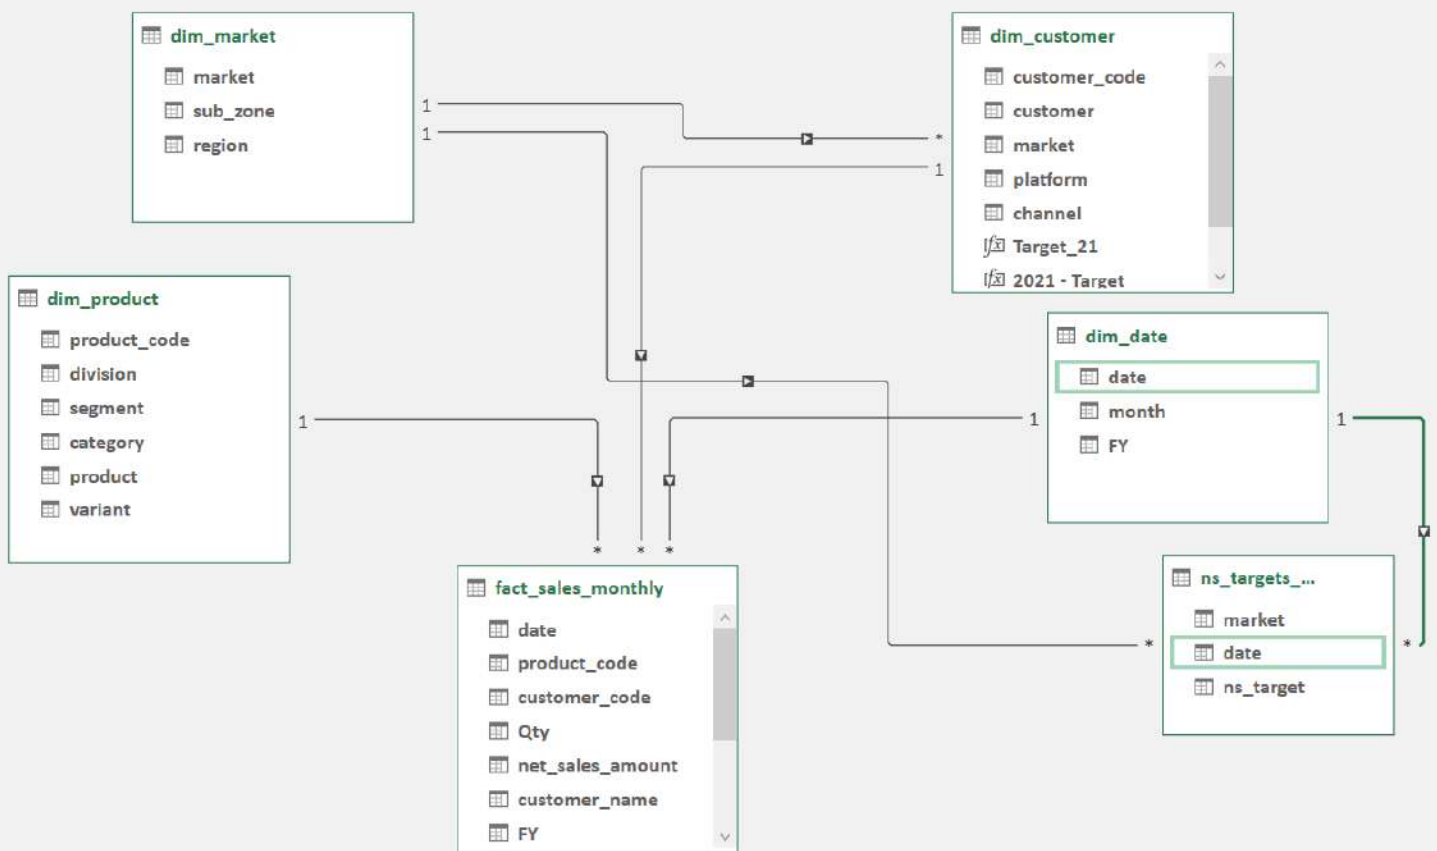 dim_market
market
sub_zone
region
1
1
dim_customer
customer_code
customer
market
platform
channel
fx Target_21
fx 2021 - Target
*
1
dim_product
product_code
division
segment
category
product
variant
1
dim_date
date
month
FY
1
1
* * *
fact_sales_monthly
date
product_code
customer_code
Qty
net_sales_amount
customer_name
FY
ns_targets_...
market
date
ns_target
*
*